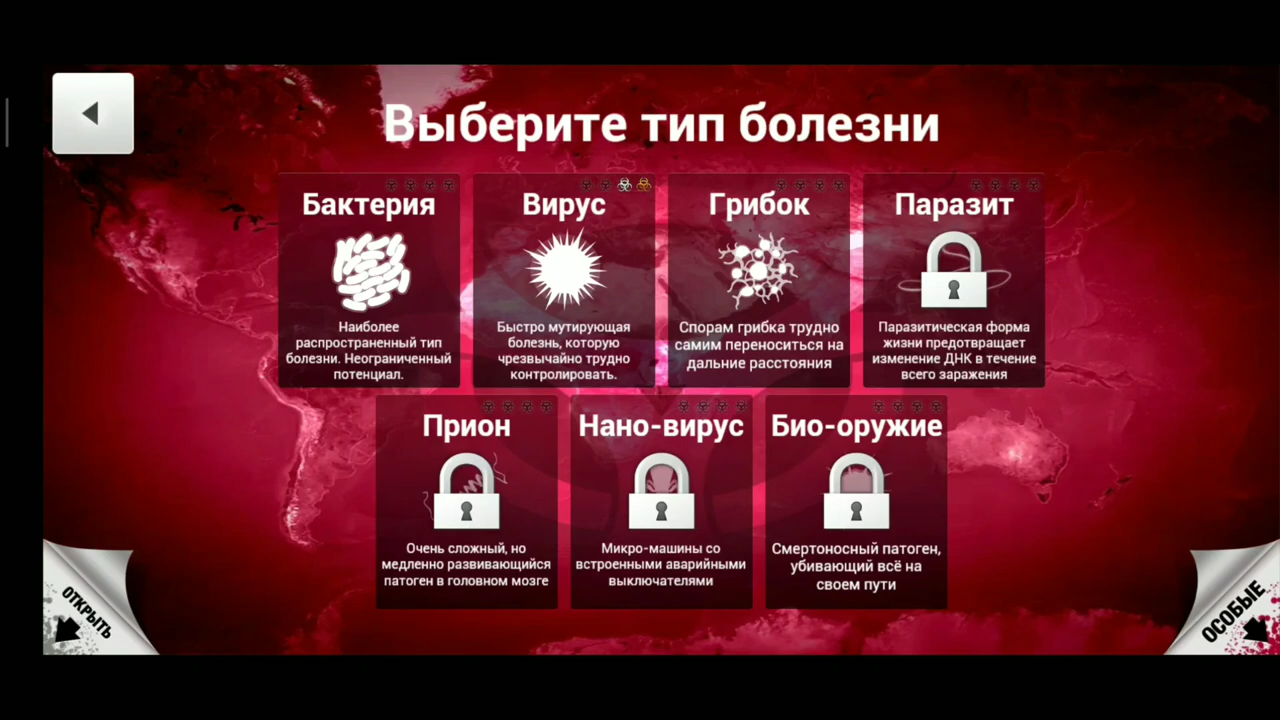 Выберите тип болезни
Бактерия
Наиболее
распространенный тип
болезни. Неограниченный
потенциал.
Вирус
Быстро мутирующая
болезнь, которую
чрезвычайно трудно
контролировать.
Грибок
Спорам грибка трудно
самим переноситься на
дальние расстояния
Паразит
Паразитическая форма
жизни предотвращает
изменение ДНК в течение
всего заражения
Прион
Очень сложный, но
медленно развивающийся
патоген в головном мозге
Нано-вирус
Микро-машины со
встроенными аварийными
выключателями
Био-оружие
Смертоносный патоген,
убивающий всё на
своем пути
ОТКРЫТЬ
ОСОБЫЕ